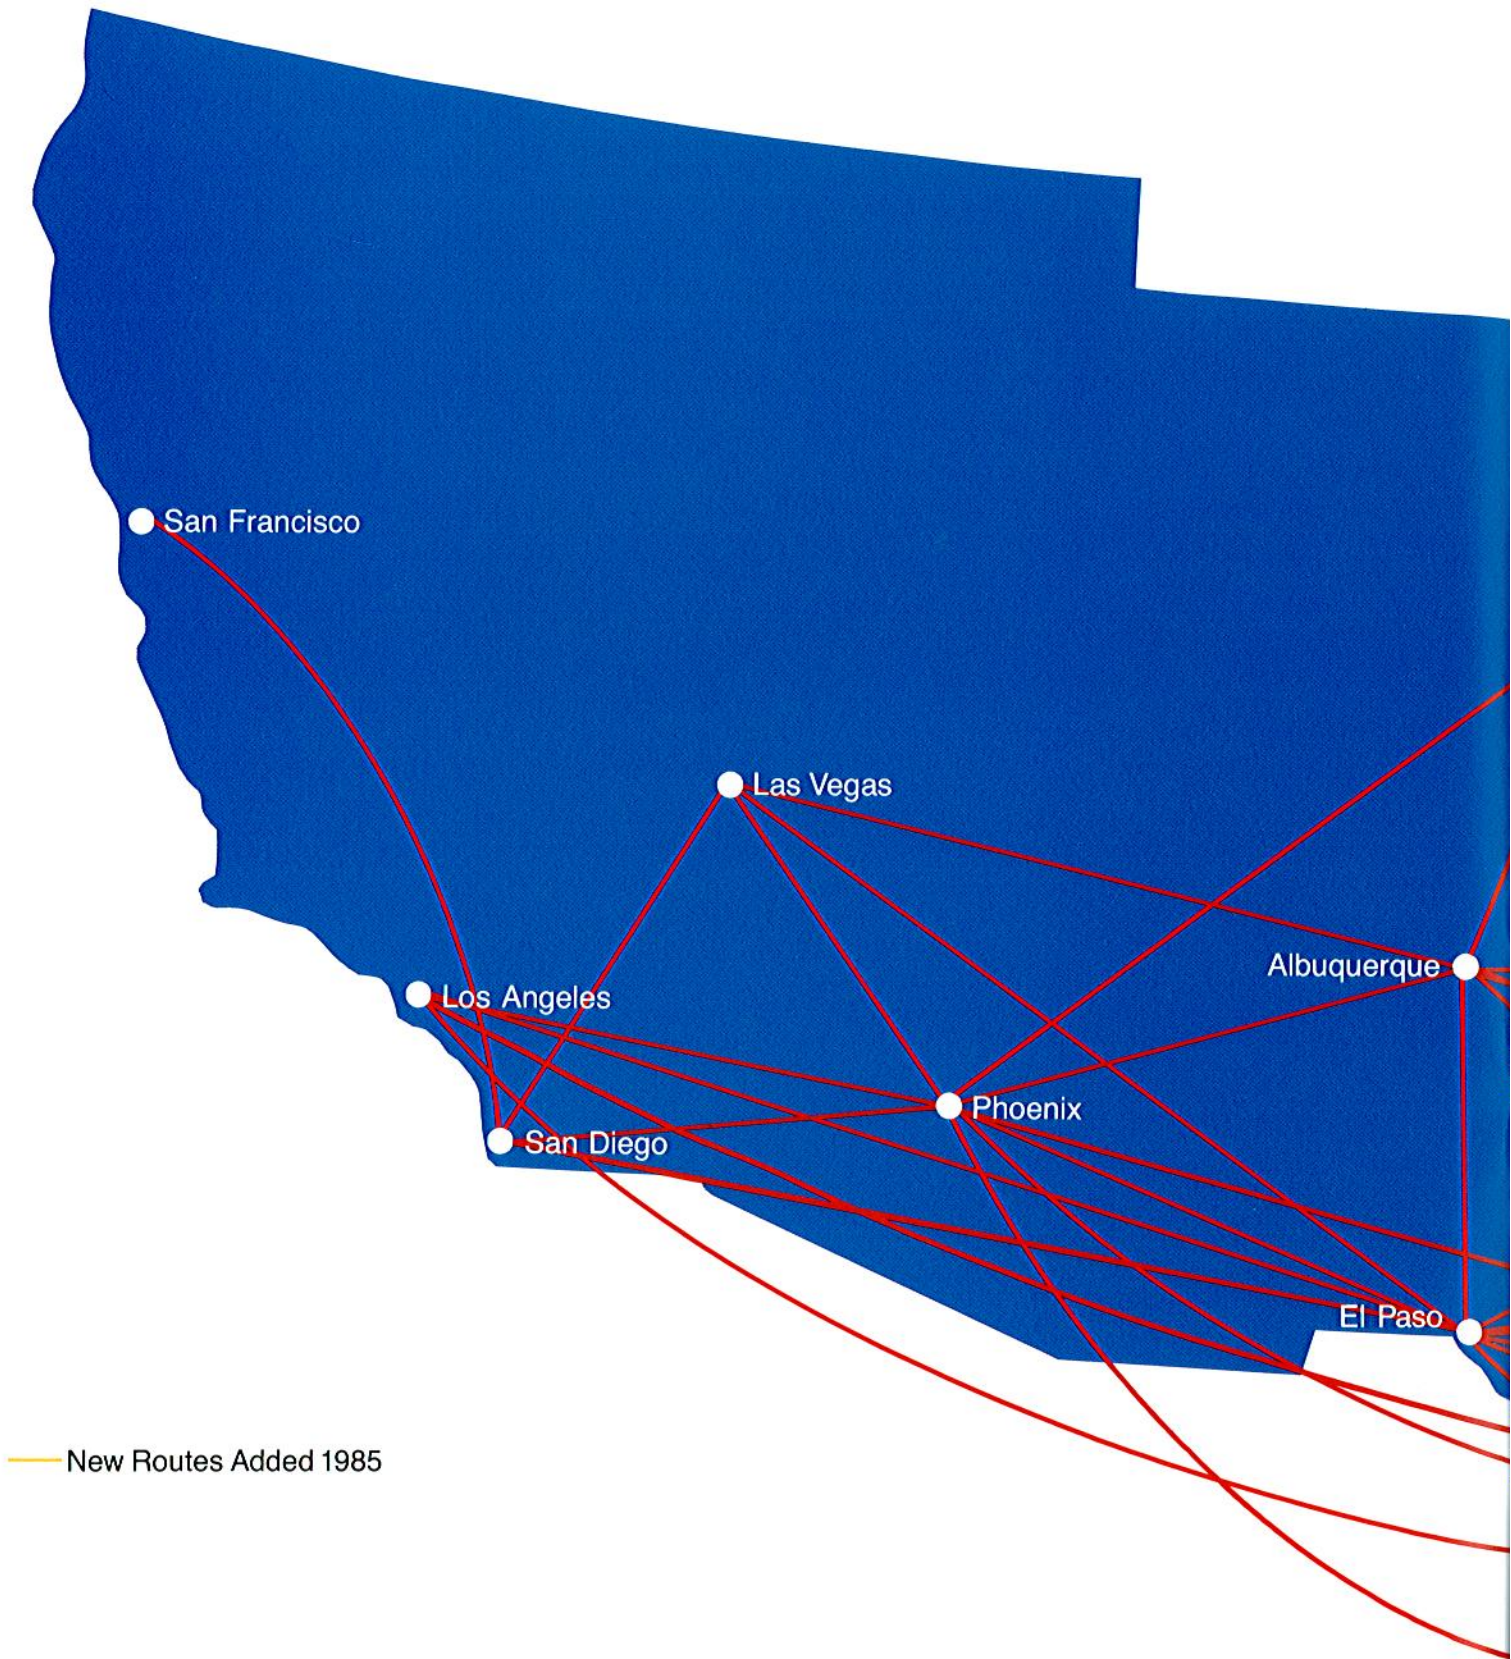 San Francisco
Las Vegas
Albuquerque
Los Angeles
Phoenix
San Diego
El Paso
New Routes Added 1985